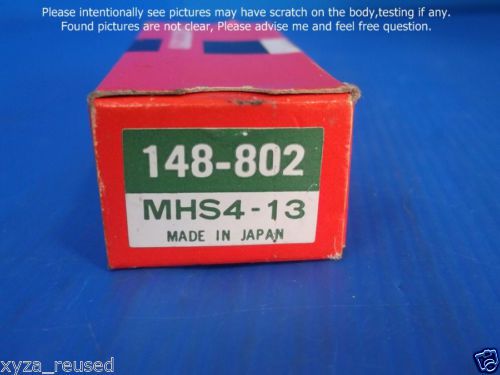 Please intentionally see pictures may have scratch on the body,testing if any.
Found pictures are not clear, Please advise me and feel free question.
148-802
MHS4-13
MADE IN JAPAN
xyza_reused